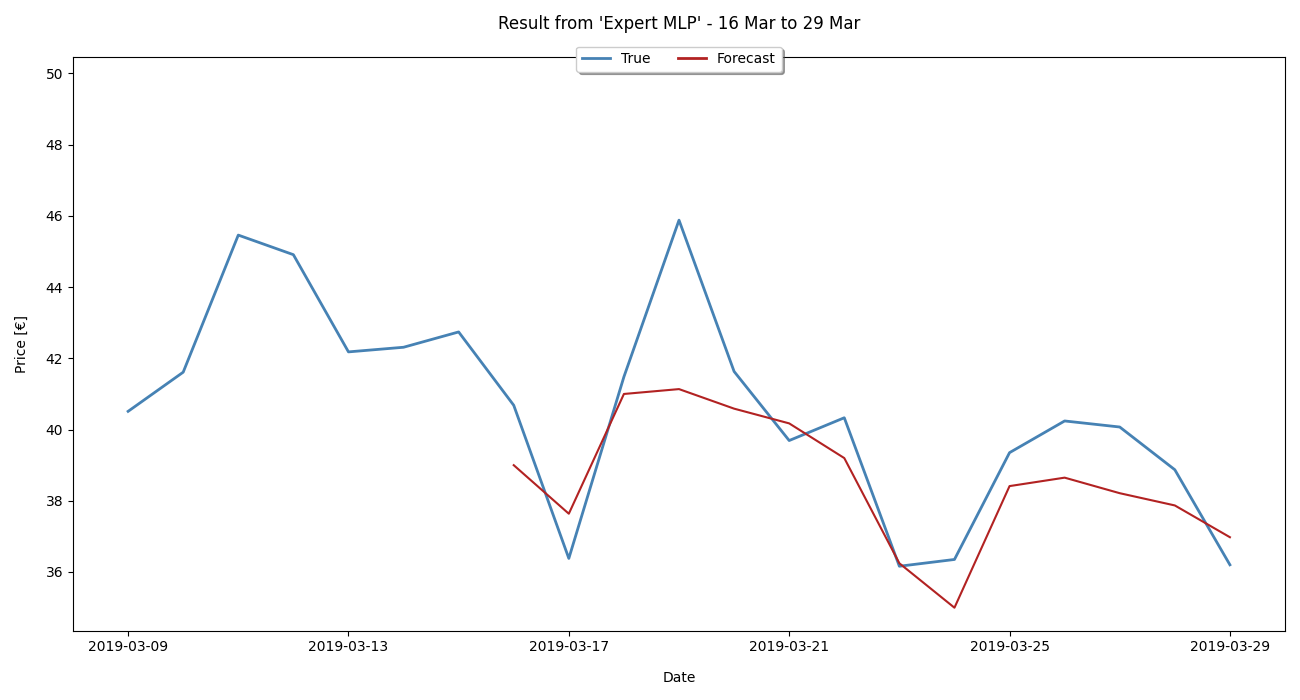 Result from 'Expert MLP' - 16 Mar to 29 Mar
True Forecast
50
48
46
44
42
40
38
36
Price [€]
2019-03-09 2019-03-13 2019-03-17 2019-03-21 2019-03-25 2019-03-29
Date